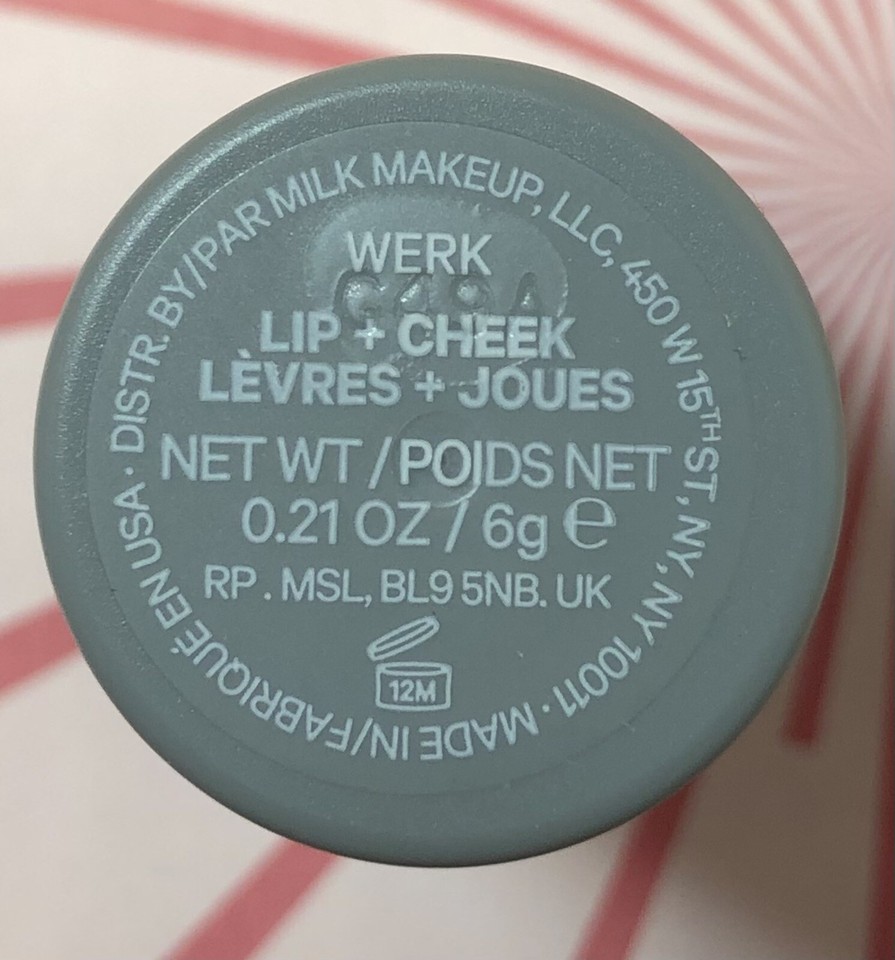 DISTR. BY/PAR MILK MAKEUP, LLC, 450 W 15TH ST, NY, NY 10011 · MADE IN/FABRIQUÉ EN USA ·
WERK
LIP + CHEEK
LÈVRES + JOUES
NET WT / POIDS NET
0.21 OZ / 6g ℮
RP . MSL, BL9 5NB. UK
12M